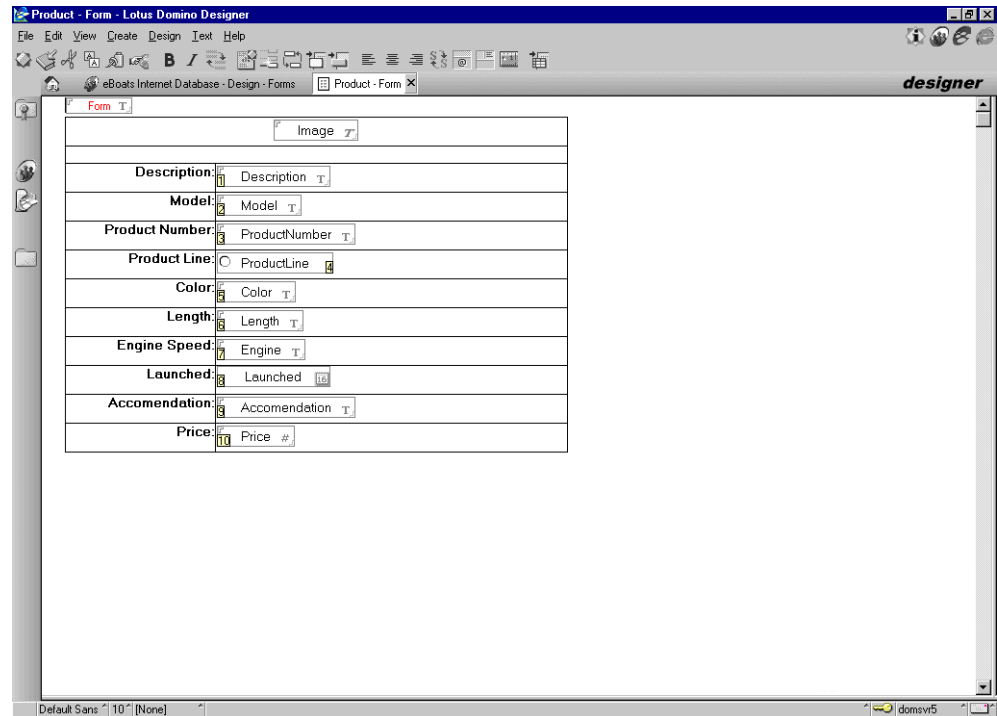 Product - Form - Lotus Domino Designer
File Edit View Create Design Text Help
B I
eBoats Internet Database - Design - Forms Product - Form designer
Form T
Image T
Description: 1 Description T
Model: 2 Model T
Product Number: 3 ProductNumber T
Product Line: ProductLine 4
Color: 5 Color T
Length: 6 Length T
Engine Speed: 7 Engine T
Launched: 8 Launched 16
Accomendation: 9 Accomendation T
Price: 10 Price #
Default Sans 10 [None] domsvr5